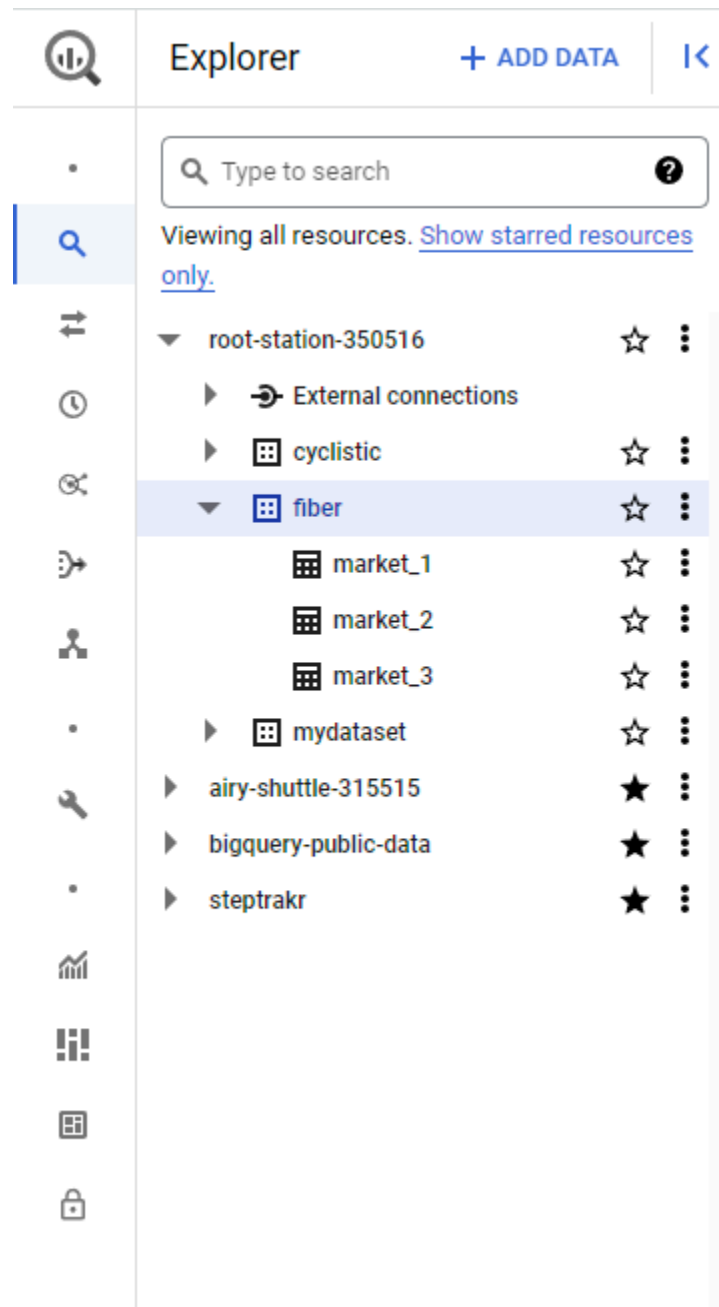 Explorer
+ ADD DATA
Type to search
Viewing all resources. Show starred resources
only.
root-station-350516
External connections
cyclistic
fiber
market_1
market_2
market_3
mydataset
airy-shuttle-315515
bigquery-public-data
steptrakr